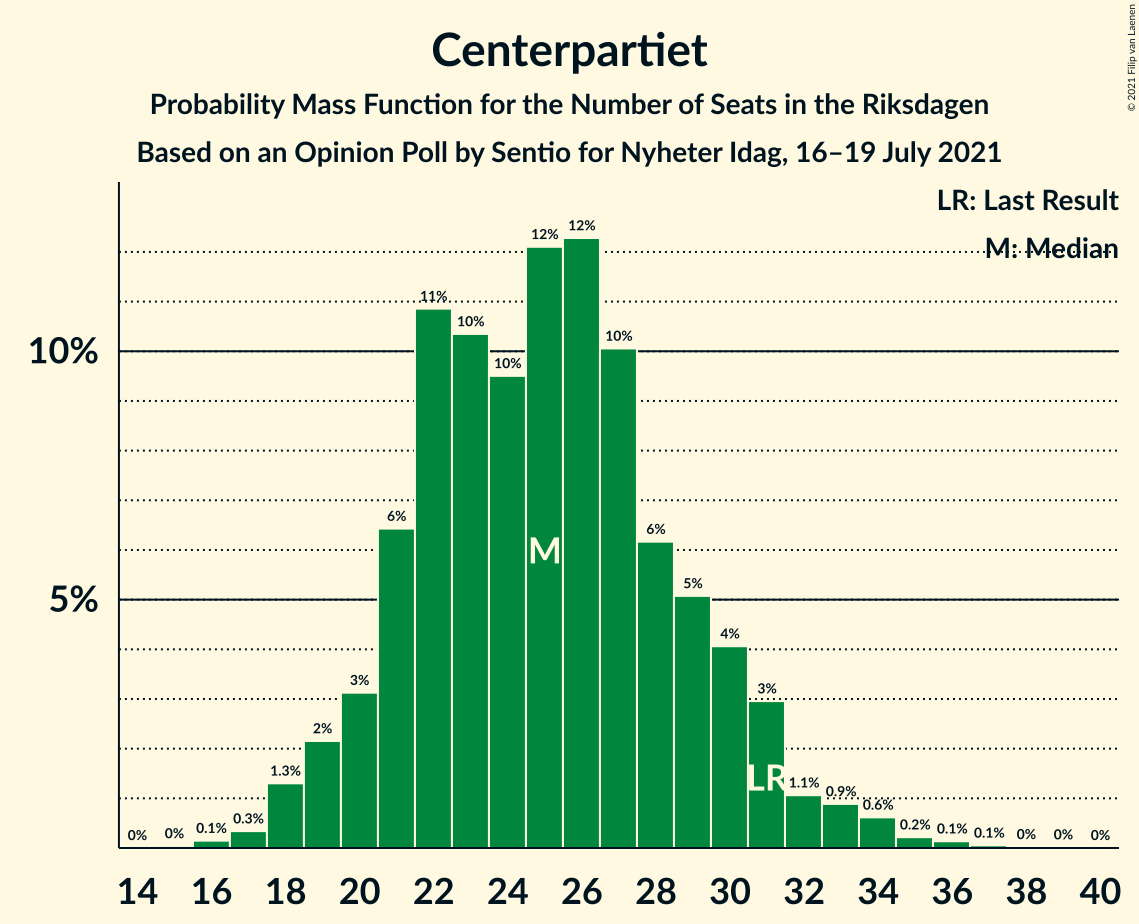 Centerpartiet
Probability Mass Function for the Number of Seats in the Riksdagen
Based on an Opinion Poll by Sentio for Nyheter Idag, 16–19 July 2021
© 2021 Filip van Laenen
LR: Last Result
M: Median
10%
5%
0% 0% 0.1% 0.3% 1.3% 2% 3% 6% 11% 10% 10% 12% 12% 10% 6% 5% 4% 3% 1.1% 0.9% 0.6% 0.2% 0.1% 0.1% 0% 0% 0%
M
LR
14 16 18 20 22 24 26 28 30 32 34 36 38 40